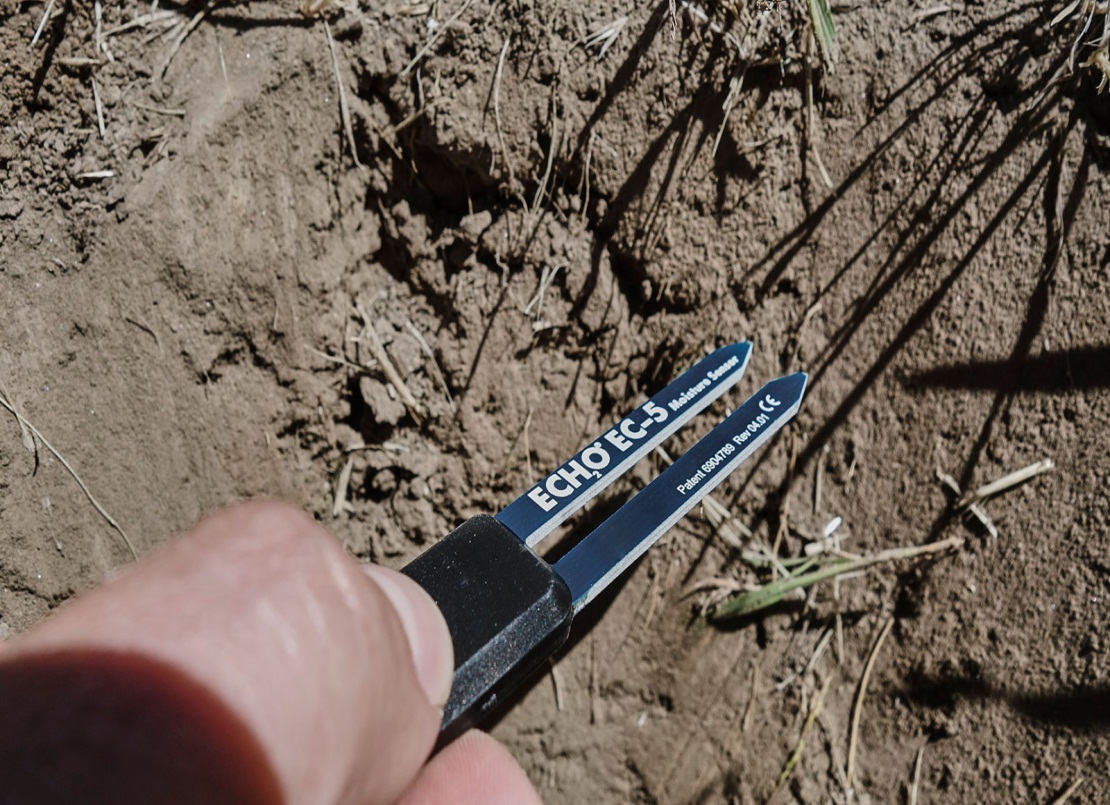 ECH₂O® EC-5 Moisture Sensor
Patent 6904789 Rev 04.01 CE